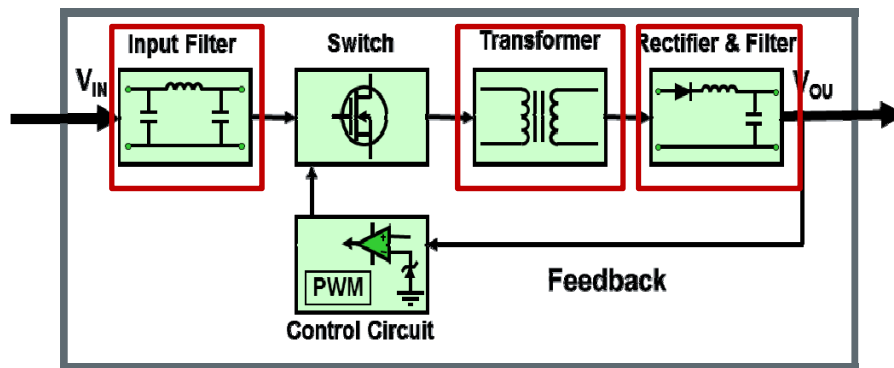 Input Filter
Switch
Transformer
Rectifier & Filter
VIN
VOU
PWM
Feedback
Control Circuit